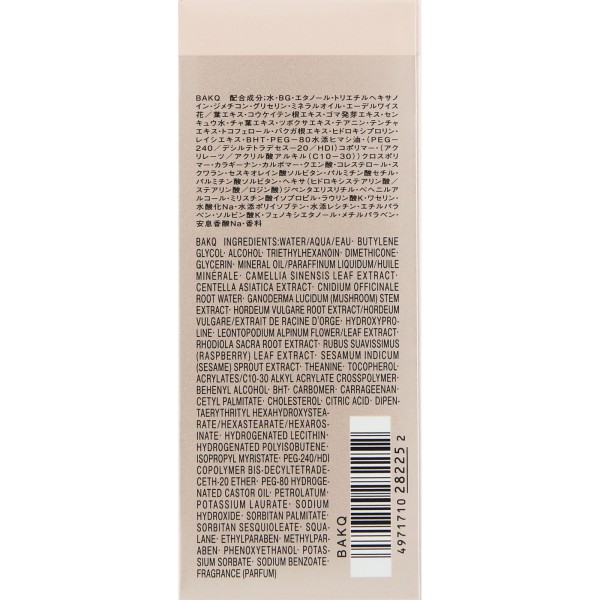 BAKQ 配合成分;水・BG・エタノール・トリエチルヘキサノ
イン・ジメチコン・グリセリン・ミネラルオイル・エーデルワイス
花／葉エキス・コウケイテン根エキス・ゴマ発芽エキス・セン
キュウ水・チャ葉エキス・ツボクサエキス・テアニン・テンチャ
エキス・トコフェロール・バクガ根エキス・ヒドロキシプロリン・
レイシエキス・BHT・PEG－80水添ヒマシ油・（PEG－
240／デシルテトラデセス－20／HDI）コポリマー・（アク
リレーツ／アクリル酸アルキル（C10－30））クロスポリ
マー・カラギーナン・カルボマー・クエン酸・コレステロール・ス
クワラン・セスキオレイン酸ソルビタン・パルミチン酸セチル・
パルミチン酸ソルビタン・ヘキサ（ヒドロキシステアリン酸／
ステアリン酸／ロジン酸）ジペンタエリスリチル・ベヘニルア
ルコール・ミリスチン酸イソプロピル・ラウリン酸K・ワセリン・
水酸化Na・水添ポリイソブテン・水添レシチン・エチルパラ
ベン・ソルビン酸K・フェノキシエタノール・メチルパラベン・
安息香酸Na・香料
BAKQ INGREDIENTS:WATER/AQUA/EAU・BUTYLENE
GLYCOL・ALCOHOL・TRIETHYLHEXANOIN・DIMETHICONE・
GLYCERIN・MINERAL OIL/PARAFFINUM LIQUIDUM/HUILE
MINÉRALE・CAMELLIA SINENSIS LEAF EXTRACT・
CENTELLA ASIATICA EXTRACT・CNIDIUM OFFICINALE
ROOT WATER・GANODERMA LUCIDUM (MUSHROOM) STEM
EXTRACT・HORDEUM VULGARE ROOT EXTRACT/HORDEUM
VULGARE/EXTRAIT DE RACINE D'ORGE・HYDROXYPRO-
LINE・LEONTOPODIUM ALPINUM FLOWER/LEAF EXTRACT・
RHODIOLA SACRA ROOT EXTRACT・RUBUS SUAVISSIMUS
(RASPBERRY) LEAF EXTRACT・SESAMUM INDICUM
(SESAME) SPROUT EXTRACT・THEANINE・TOCOPHEROL・
ACRYLATES/C10-30 ALKYL ACRYLATE CROSSPOLYMER・
BEHENYL ALCOHOL・BHT・CARBOMER・CARRAGEENAN・
CETYL PALMITATE・CHOLESTEROL・CITRIC ACID・DIPEN-
TAERYTHRITYL HEXAHYDROXYSTEA-
RATE/HEXASTEARATE/HEXAROS-
INATE・HYDROGENATED LECITHIN・
HYDROGENATED POLYISOBUTENE・
ISOPROPYL MYRISTATE・PEG-240/HDI
COPOLYMER BIS-DECYLTETRADE-
CETH-20 ETHER・PEG-80 HYDROGE-
NATED CASTOR OIL・PETROLATUM・
POTASSIUM LAURATE・SODIUM
HYDROXIDE・SORBITAN PALMITATE・
SORBITAN SESQUIOLEATE・SQUA-
LANE・ETHYLPARABEN・METHYLPAR-
ABEN・PHENOXYETHANOL・POTAS-
SIUM SORBATE・SODIUM BENZOATE・
FRAGRANCE (PARFUM)
BAKQ
4971710 28225 2